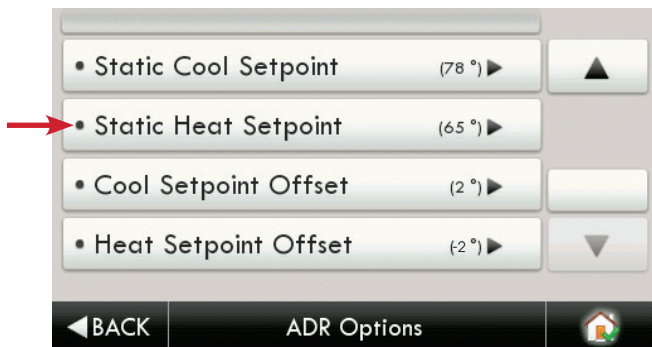 • Static Cool Setpoint (78 °) ▶
• Static Heat Setpoint (65 °) ▶
• Cool Setpoint Offset (2 °) ▶
• Heat Setpoint Offset (-2 °) ▶
◀BACK ADR Options